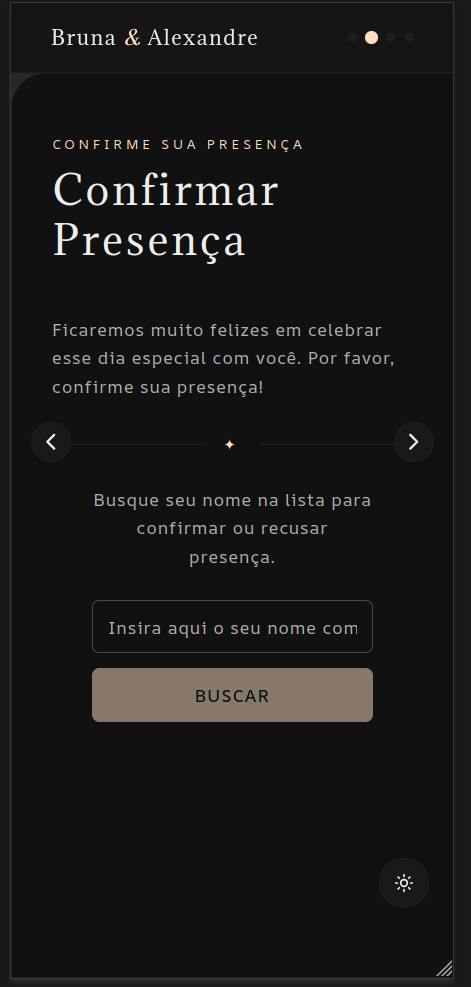 Bruna & Alexandre
CONFIRME SUA PRESENÇA
Confirmar
Presença
Ficaremos muito felizes em celebrar
esse dia especial com você. Por favor,
confirme sua presença!
Busque seu nome na lista para
confirmar ou recusar
presença.
Insira aqui o seu nome com
BUSCAR